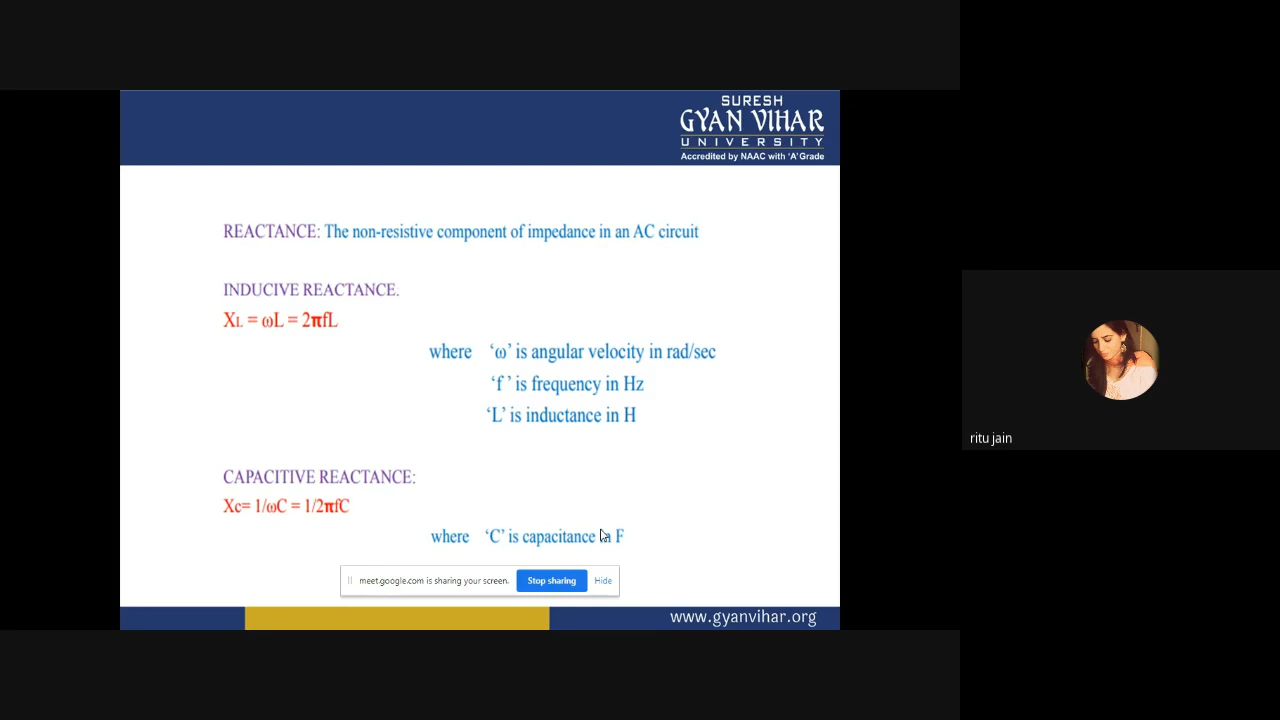 SURESH
GYAN VIHAR
UNIVERSITY
Accredited by NAAC with 'A' Grade
REACTANCE: The non-resistive component of impedance in an AC circuit
INDUCIVE REACTANCE.
XL = ωL = 2πfL
where ‘ω’ is angular velocity in rad/sec
‘f ’ is frequency in Hz
‘L’ is inductance in H
CAPACITIVE REACTANCE:
Xc= 1/ωC = 1/2πfC
where ‘C’ is capacitance in F
meet.google.com is sharing your screen. Stop sharing Hide
www.gyanvihar.org
ritu jain